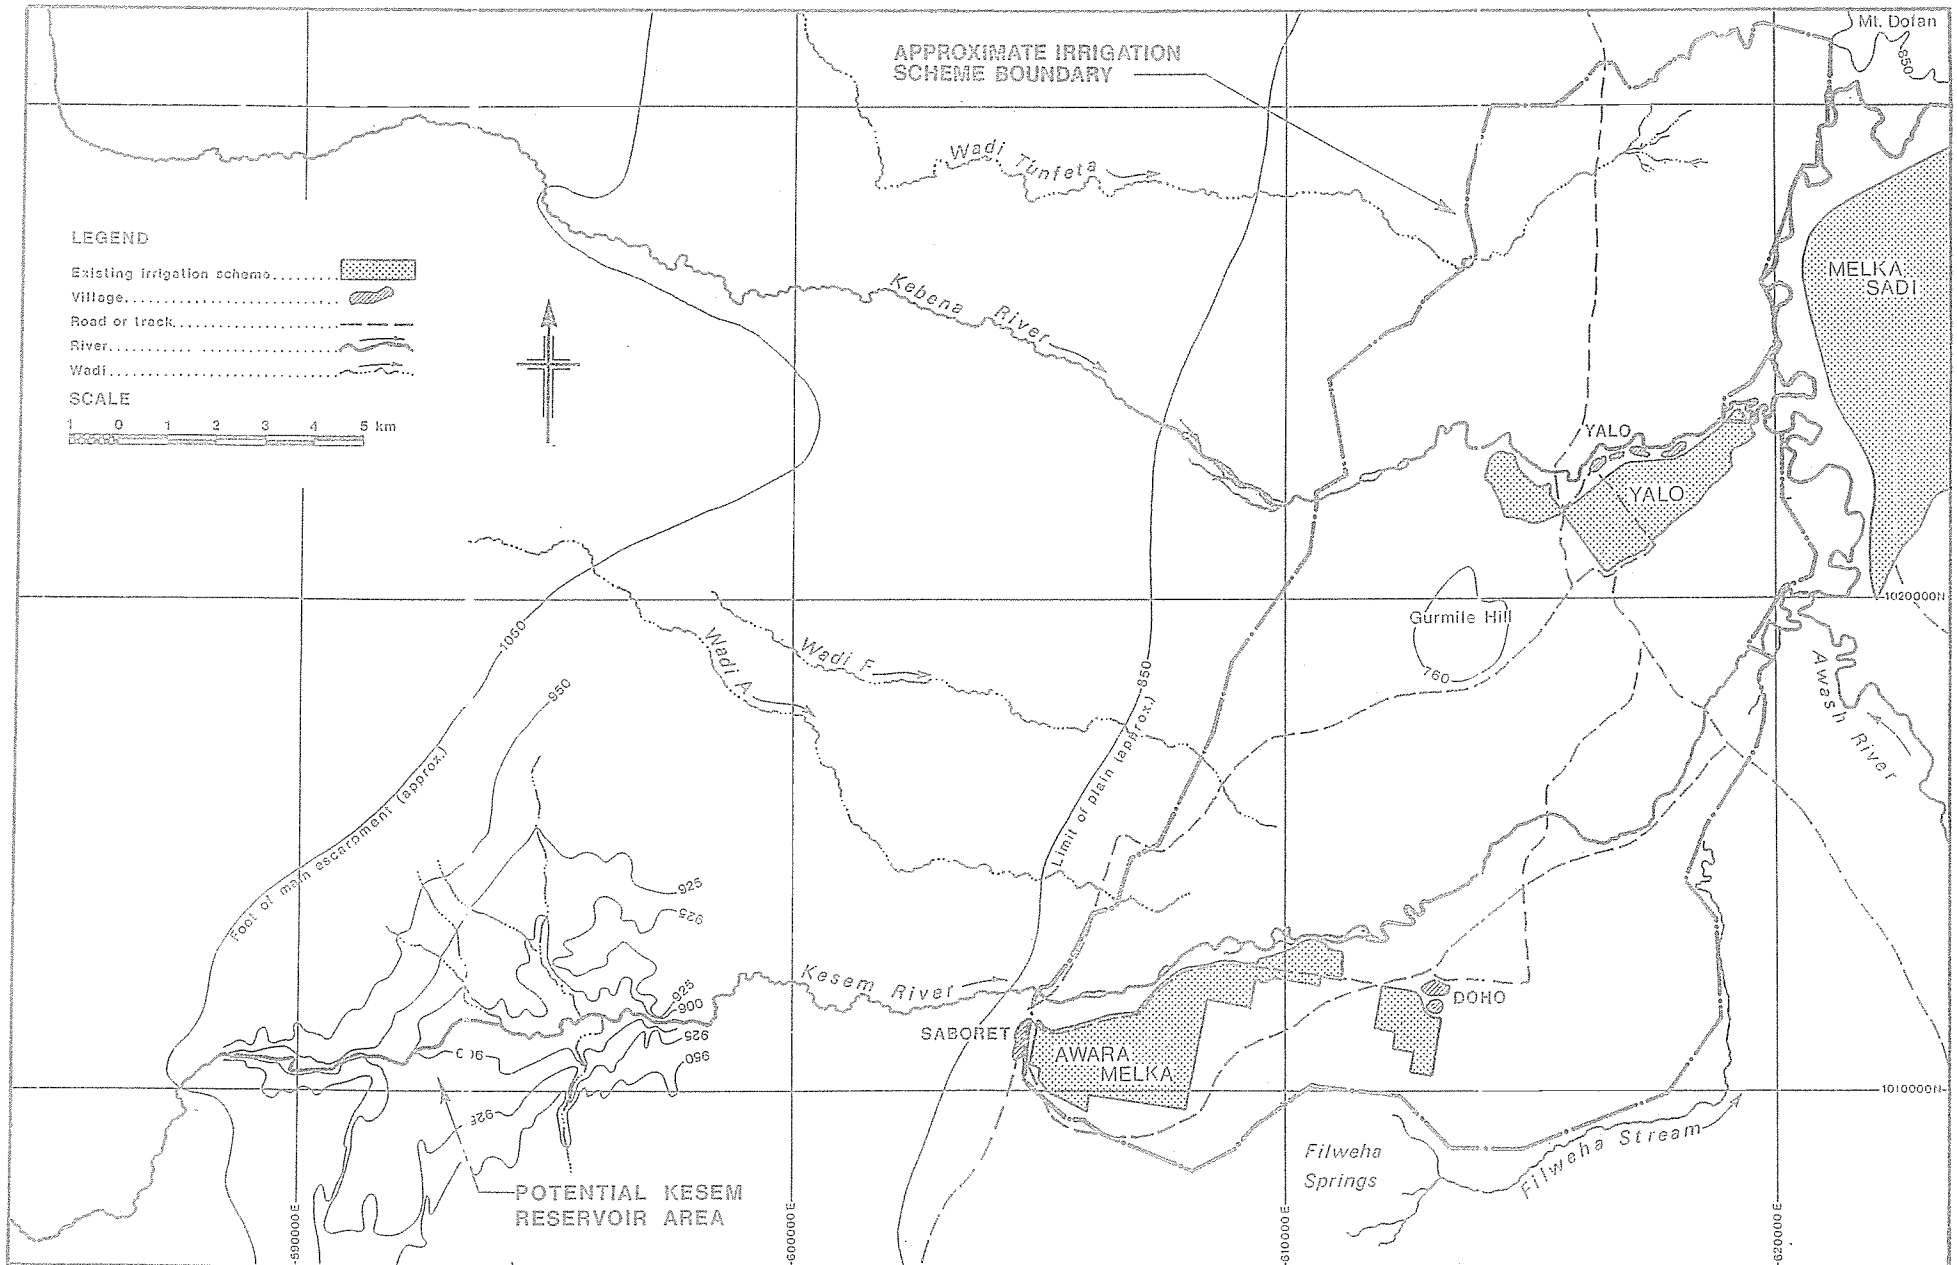 Mt. Dofan
850
APPROXIMATE IRRIGATION
SCHEME BOUNDARY
Wadi Tunfeta
LEGEND
Existing irrigation scheme
Village
Road or track
River
Wadi
SCALE
1 0 1 2 3 4 5 km
Kebena River
MELKA
SADI
YALO
YALO
1020000N
Gurmile Hill
760
Awash River
1050
950
Wadi A
Wadi F
850
Limit of plain (approx.)
Foot of main escarpment (approx.)
925
925
925
900
925
950
925
Kesem River
SABORET
AWARA
MELKA
DOHO
1010000N
Filweha
Springs
Filweha Stream
POTENTIAL KESEM
RESERVOIR AREA
590000E
600000E
610000E
620000E